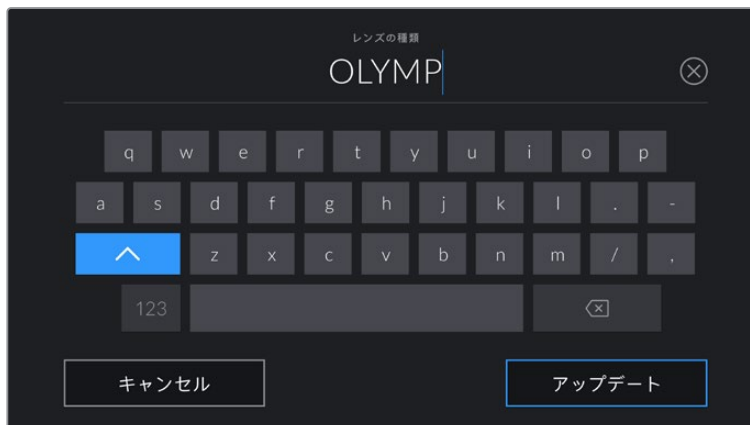 レンズの種類
OLYMP
q w e r t y u i o p
a s d f g h j k l . -
z x c v b n m / ,
123
キャンセル アップデート